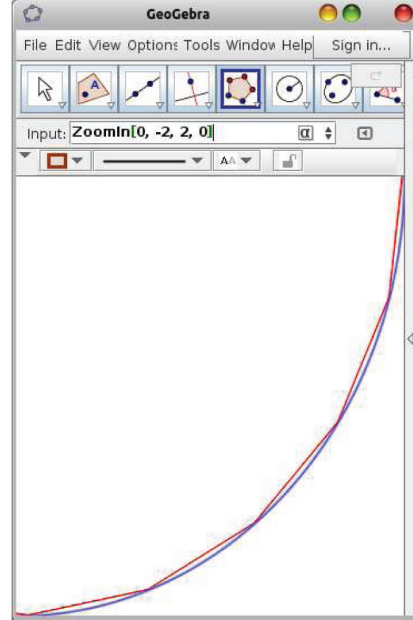 GeoGebra
File Edit View Options Tools Window Help Sign in...
A
Input: ZoomIn[0, -2, 2, 0] α
AA